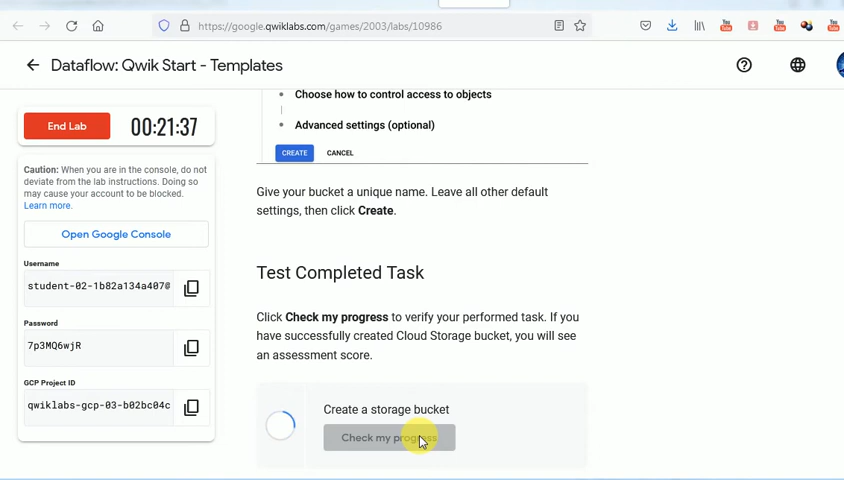 https://google.qwiklabs.com/games/2003/labs/10986
Dataflow: Qwik Start - Templates
End Lab
00:21:37
Caution: When you are in the console, do not
deviate from the lab instructions. Doing so
may cause your account to be blocked.
Learn more.
Open Google Console
Username
student-02-1b82a134a407@
Password
7p3MQ6wjR
GCP Project ID
qwiklabs-gcp-03-b02bc04c
Choose how to control access to objects
Advanced settings (optional)
CREATE
CANCEL
Give your bucket a unique name. Leave all other default
settings, then click Create.
Test Completed Task
Click Check my progress to verify your performed task. If you
have successfully created Cloud Storage bucket, you will see
an assessment score.
Create a storage bucket
Check my progress